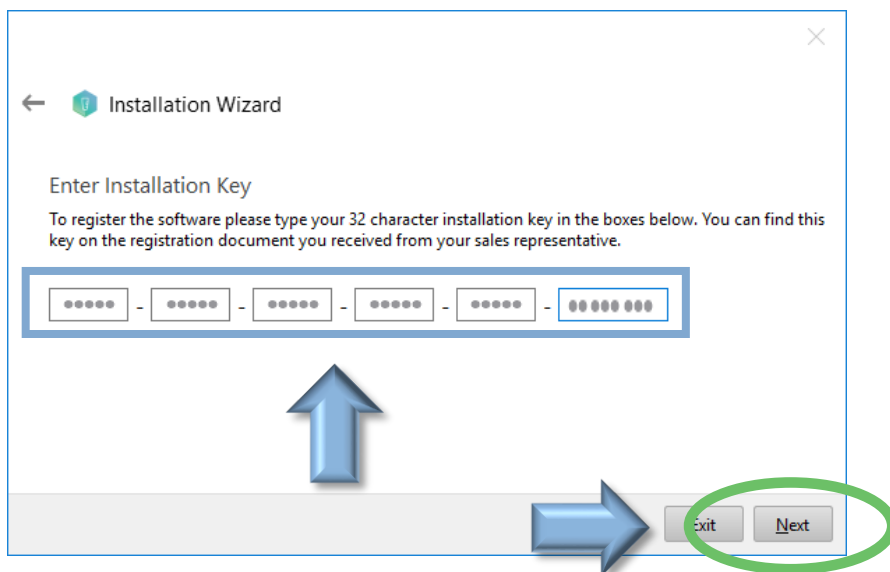 Installation Wizard
Enter Installation Key
To register the software please type your 32 character installation key in the boxes below. You can find this
key on the registration document you received from your sales representative.
- - - - -
Exit Next